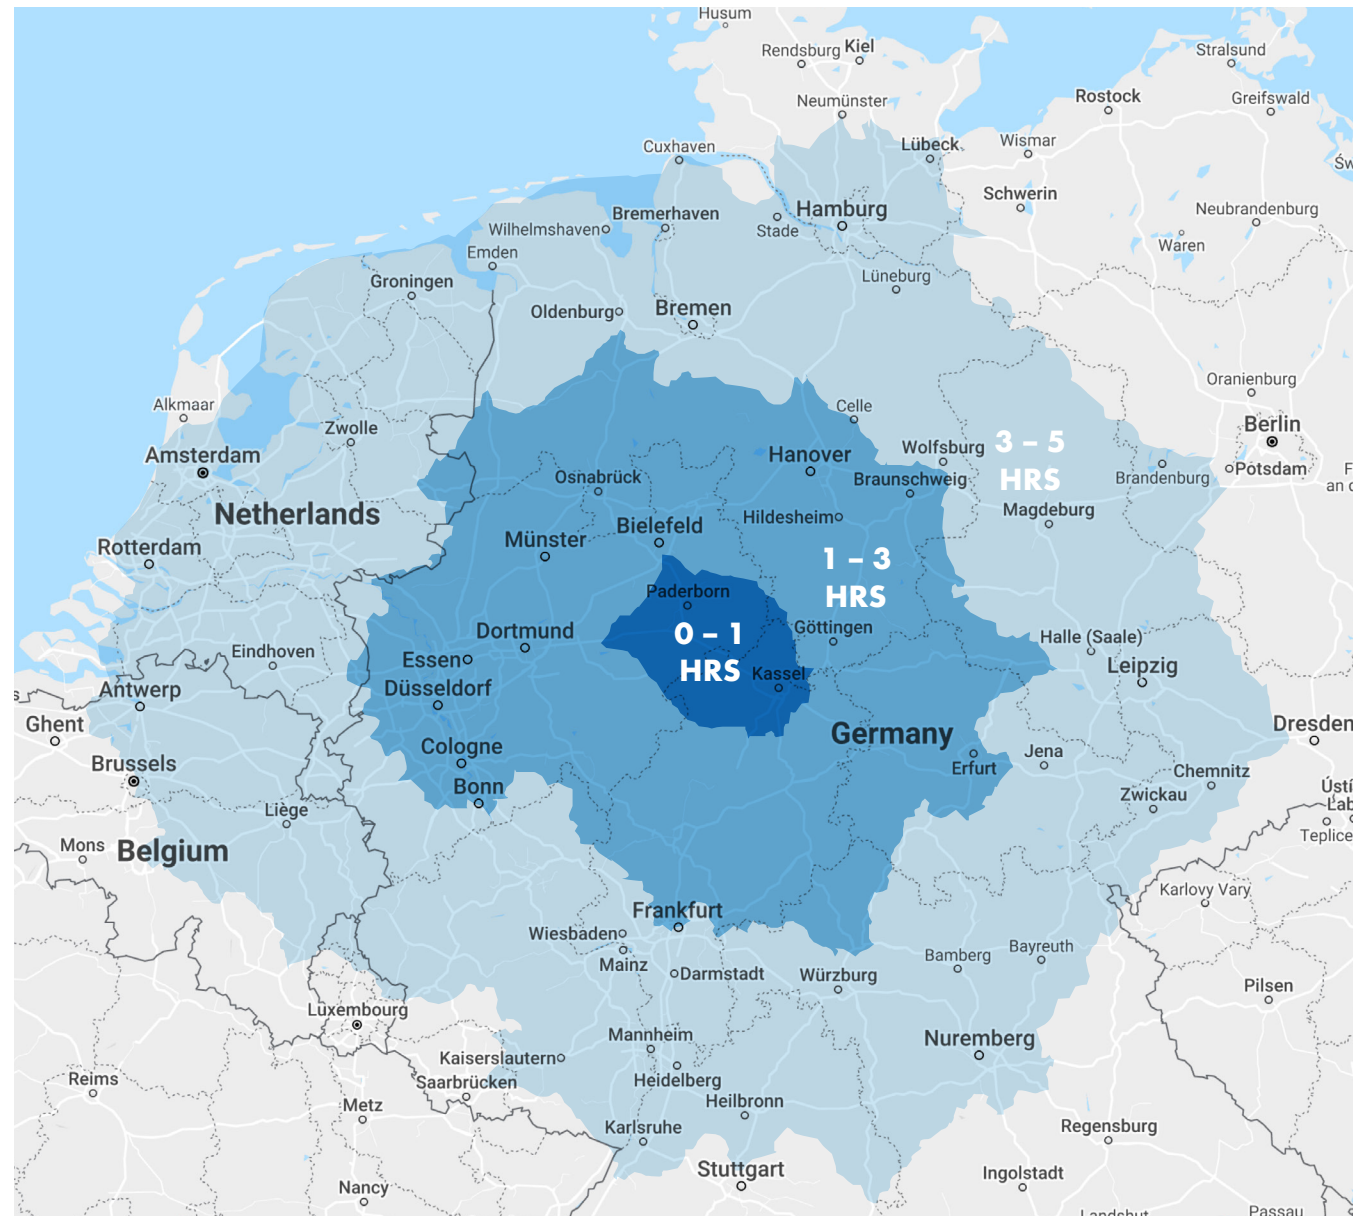 Husum
Rendsburg
Kiel
Stralsund
Neumünster
Rostock
Greifswald
Cuxhaven
Lübeck
Wismar
Schwerin
Bremerhaven
Hamburg
Neubrandenburg
Wilhelmshaven
Stade
Waren
Emden
Groningen
Lüneburg
Oldenburg
Bremen
Oranienburg
Alkmaar
Celle
Zwolle
Berlin
Amsterdam
Hanover
Wolfsburg
3 – 5
HRS
Potsdam
Osnabrück
Braunschweig
Brandenburg
Netherlands
Hildesheim
Magdeburg
Bielefeld
Münster
Rotterdam
1 – 3
HRS
Paderborn
Göttingen
Dortmund
0 – 1
HRS
Halle (Saale)
Eindhoven
Essen
Leipzig
Kassel
Antwerp
Düsseldorf
Ghent
Germany
Dresden
Cologne
Jena
Brussels
Erfurt
Chemnitz
Bonn
Zwickau
Liège
Teplice
Mons
Belgium
Karlovy Vary
Frankfurt
Wiesbaden
Bayreuth
Bamberg
Mainz
Darmstadt
Würzburg
Pilsen
Luxembourg
Mannheim
Nuremberg
Kaiserslautern
Reims
Saarbrücken
Heidelberg
Metz
Heilbronn
Karlsruhe
Regensburg
Stuttgart
Ingolstadt
Nancy
Landshut
Passau